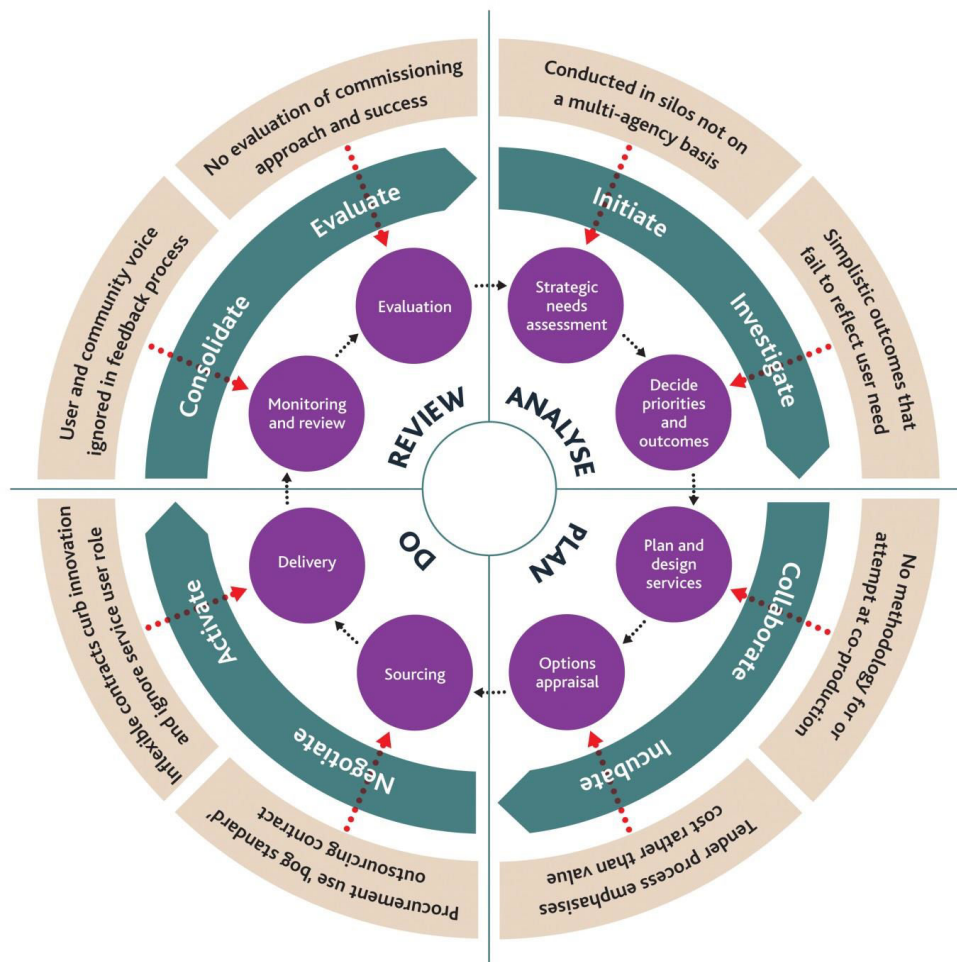 Conducted in silos not on
a multi-agency basis
Initiate
Strategic
needs
assessment
Simplistic outcomes that
fail to reflect user need
Investigate
Decide
priorities
and
outcomes
ANALYSE
No methodology for or
attempt at co-production
Collaborate
Plan and
design
services
Tender process emphasises
cost rather than value
Incubate
Options
appraisal
PLAN
Procurement use 'bog standard'
outsourcing contract
Negotiate
Sourcing
Inflexible contracts curb innovation
and ignore service user role
Activate
Delivery
DO
User and community voice
ignored in feedback process
Consolidate
Monitoring
and review
No evaluation of commissioning
approach and success
Evaluate
Evaluation
REVIEW